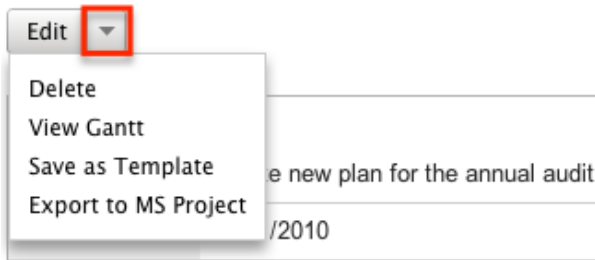 Edit
Delete
View Gantt
Save as Template
new plan for the annual audit
Export to MS Project
/2010